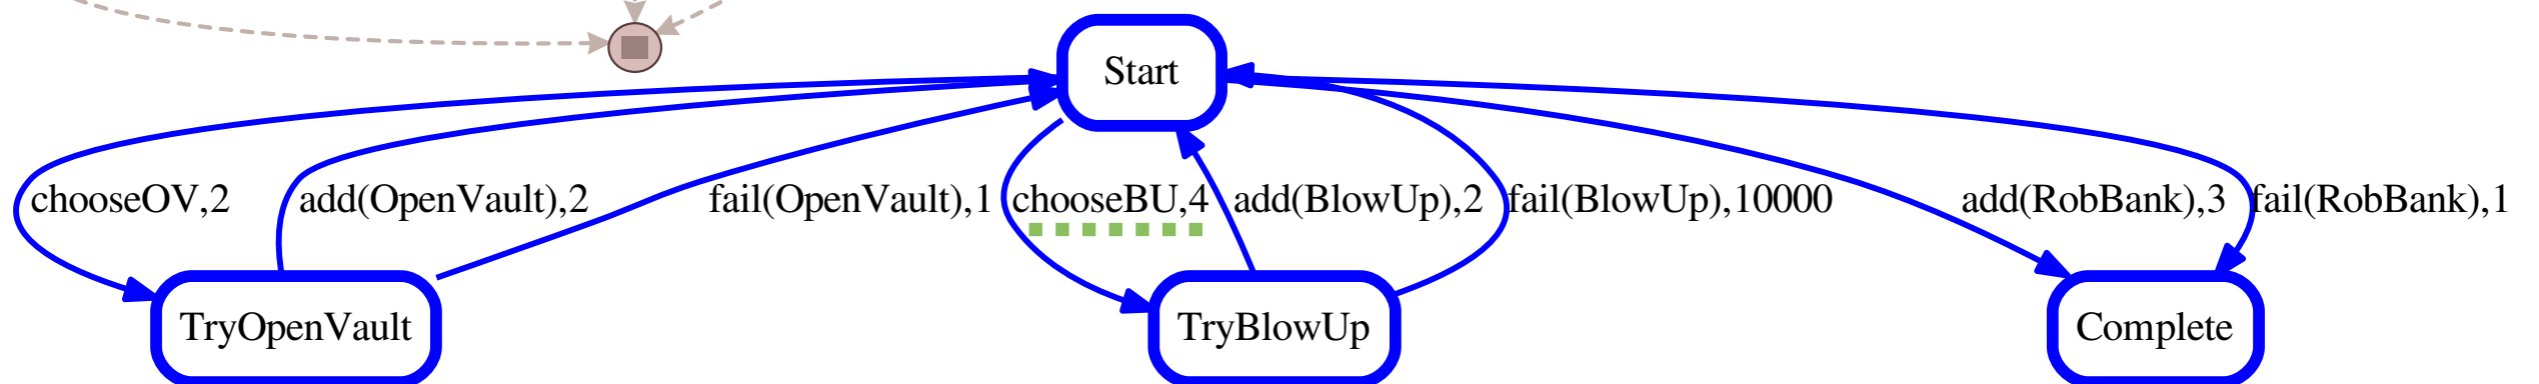 Start
chooseOV,2
add(OpenVault),2
fail(OpenVault),1
chooseBU,4
add(BlowUp),2
fail(BlowUp),10000
add(RobBank),3
fail(RobBank),1
TryOpenVault
TryBlowUp
Complete